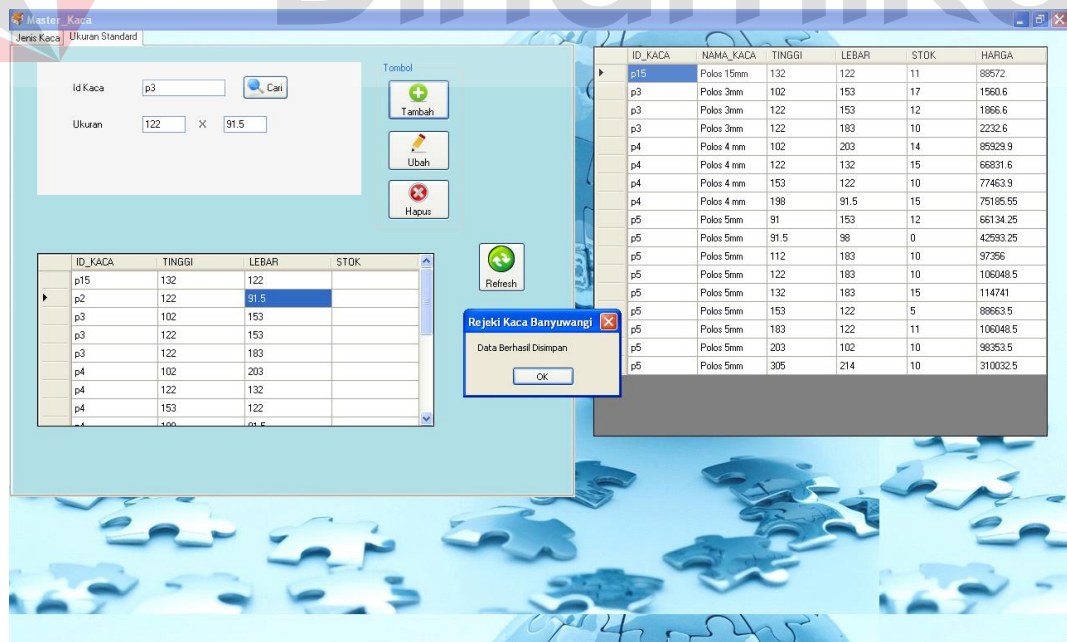 Dinamika
Master_Kaca
Jenis Kaca Ukuran Standard
Id Kaca p3 Cari
Ukuran 122 X 91.5
Tombol
Tambah
Ubah
Hapus
Refresh
ID_KACA TINGGI LEBAR STOK
p15 132 122
p2 122 91.5
p3 102 153
p3 122 153
p3 122 183
p4 102 203
p4 122 132
p4 153 122
Rejeki Kaca Banyuwangi
Data Berhasil Disimpan
OK
ID_KACA NAMA_KACA TINGGI LEBAR STOK HARGA
p15 Polos 15mm 132 122 11 88572
p3 Polos 3mm 102 153 17 1560.6
p3 Polos 3mm 122 153 12 1866.6
p3 Polos 3mm 122 183 10 2232.6
p4 Polos 4 mm 102 203 14 85929.9
p4 Polos 4 mm 122 132 15 66831.6
p4 Polos 4 mm 153 122 10 77463.9
p4 Polos 4 mm 198 91.5 15 75185.55
p5 Polos 5mm 91 153 12 66134.25
p5 Polos 5mm 91.5 98 0 42593.25
p5 Polos 5mm 112 183 10 97356
p5 Polos 5mm 122 183 10 106048.5
p5 Polos 5mm 132 183 15 114741
p5 Polos 5mm 153 122 5 88663.5
p5 Polos 5mm 183 122 11 106048.5
p5 Polos 5mm 203 102 10 98353.5
p5 Polos 5mm 305 214 10 310032.5